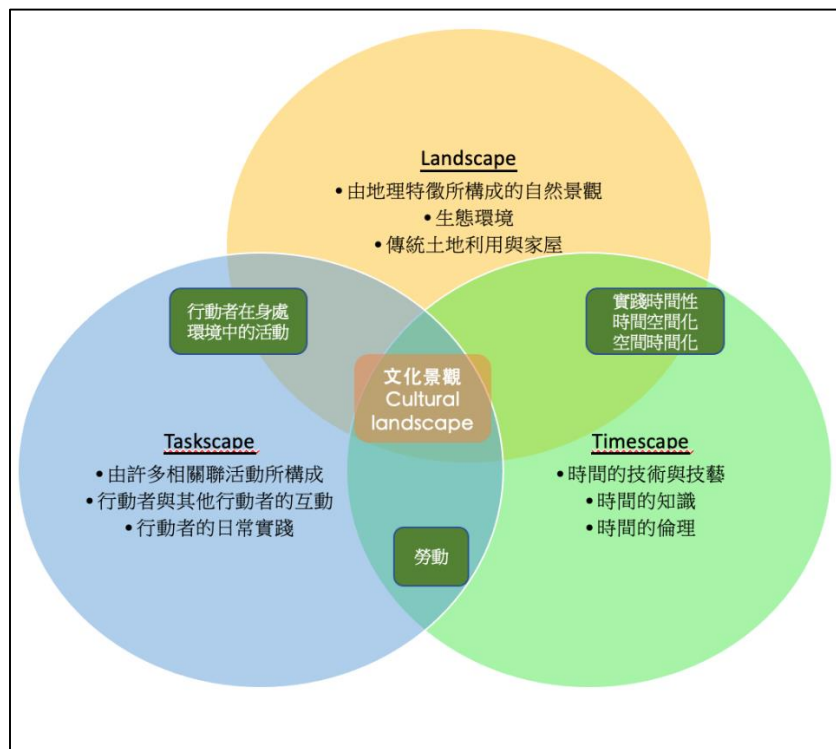 Landscape
• 由地理特徵所構成的自然景觀
• 生態環境
• 傳統土地利用與家屋
行動者在身處
環境中的活動
實踐時間性
時間空間化
空間時間化
文化景觀
Cultural
landscape
Taskscape
• 由許多相關聯活動所構成
• 行動者與其他行動者的互動
• 行動者的日常實踐
Timescape
• 時間的技術與技藝
• 時間的知識
• 時間的倫理
勞動